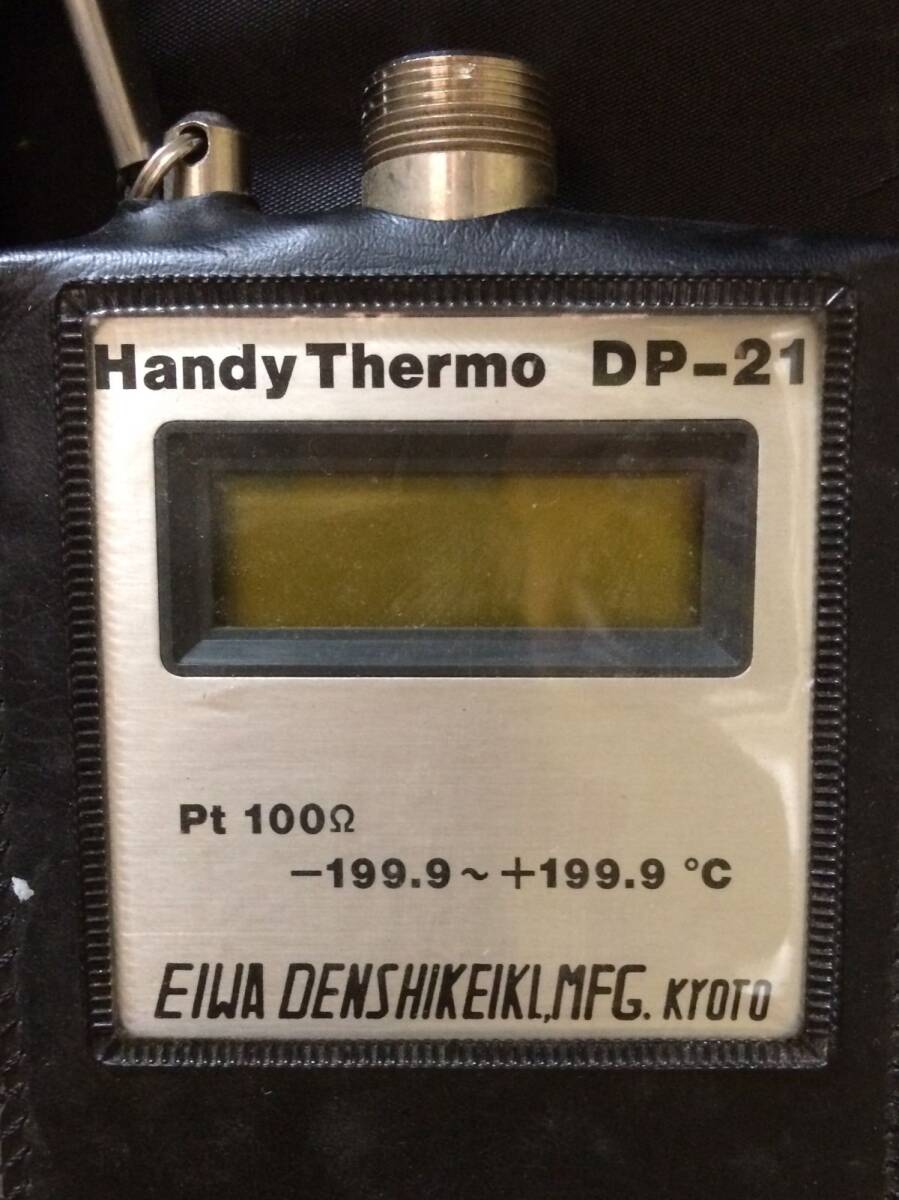 Handy Thermo DP-21
Pt 100Ω
-199.9~+199.9 °C
EIWA DENSHIKEIKI,MFG. KYOTO